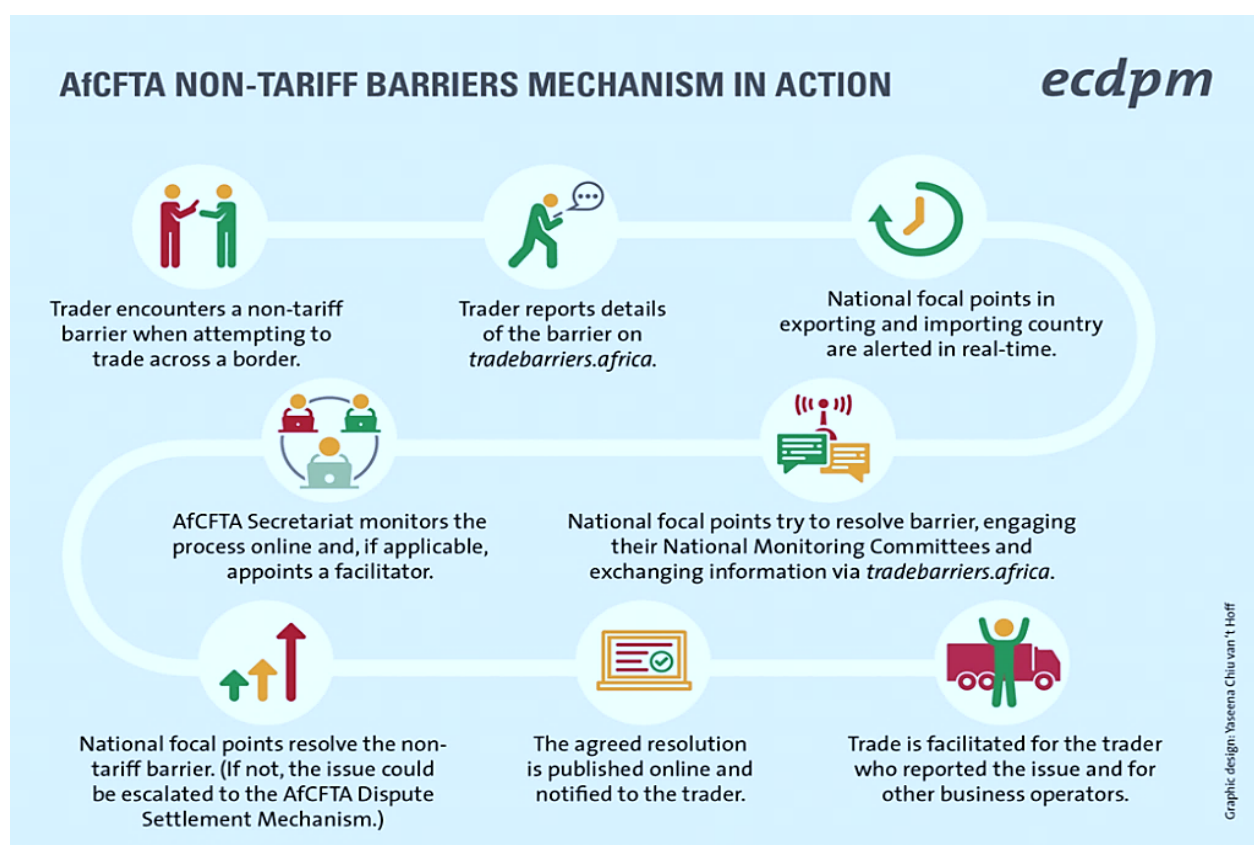 AfCFTA NON-TARIFF BARRIERS MECHANISM IN ACTION
ecdpm
Trader encounters a non-tariff
barrier when attempting to
trade across a border.
Trader reports details
of the barrier on
tradebarriers.africa.
National focal points in
exporting and importing country
are alerted in real-time.
National focal points try to resolve barrier, engaging
their National Monitoring Committees and
exchanging information via tradebarriers.africa.
AfCFTA Secretariat monitors the
process online and, if applicable,
appoints a facilitator.
National focal points resolve the non-
tariff barrier. (If not, the issue could
be escalated to the AfCFTA Dispute
Settlement Mechanism.)
The agreed resolution
is published online and
notified to the trader.
Trade is facilitated for the trader
who reported the issue and for
other business operators.
Graphic design: Yaseena Chiu van't Hoff